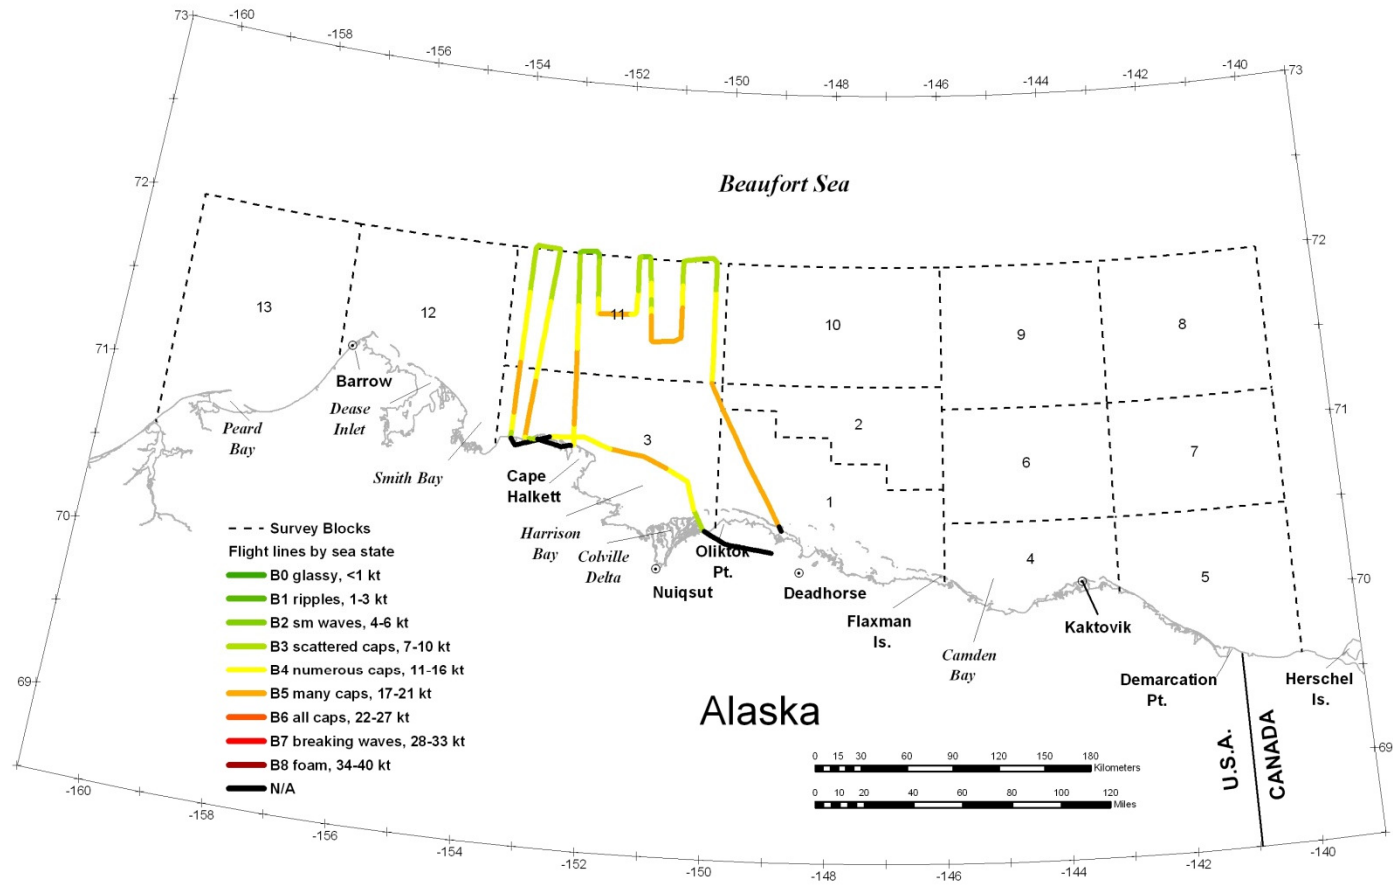 73
-160
-158
-156
-154
-152
-150
-148
-146
-144
-142
-140
73
72
Beaufort Sea
72
13
12
11
10
9
8
71
Barrow
Dease
Inlet
Peard
Bay
Smith Bay
Cape
Halkett
3
2
1
6
7
71
70
Harrison
Bay
Colville
Delta
Oliktok
Pt.
Nuiqsut
Deadhorse
Flaxman
Is.
Camden
Bay
4
Kaktovik
5
70
Demarcation
Pt.
Herschel
Is.
Survey Blocks
Flight lines by sea state
B0 glassy, <1 kt
B1 ripples, 1-3 kt
B2 sm waves, 4-6 kt
B3 scattered caps, 7-10 kt
B4 numerous caps, 11-16 kt
B5 many caps, 17-21 kt
B6 all caps, 22-27 kt
B7 breaking waves, 28-33 kt
B8 foam, 34-40 kt
N/A
69
Alaska
U.S.A.
CANADA
69
0 15 30 60 90 120 150 180
Kilometers
0 10 20 40 60 80 100 120
Miles
-160
-158
-156
-154
-152
-150
-148
-146
-144
-142
-140